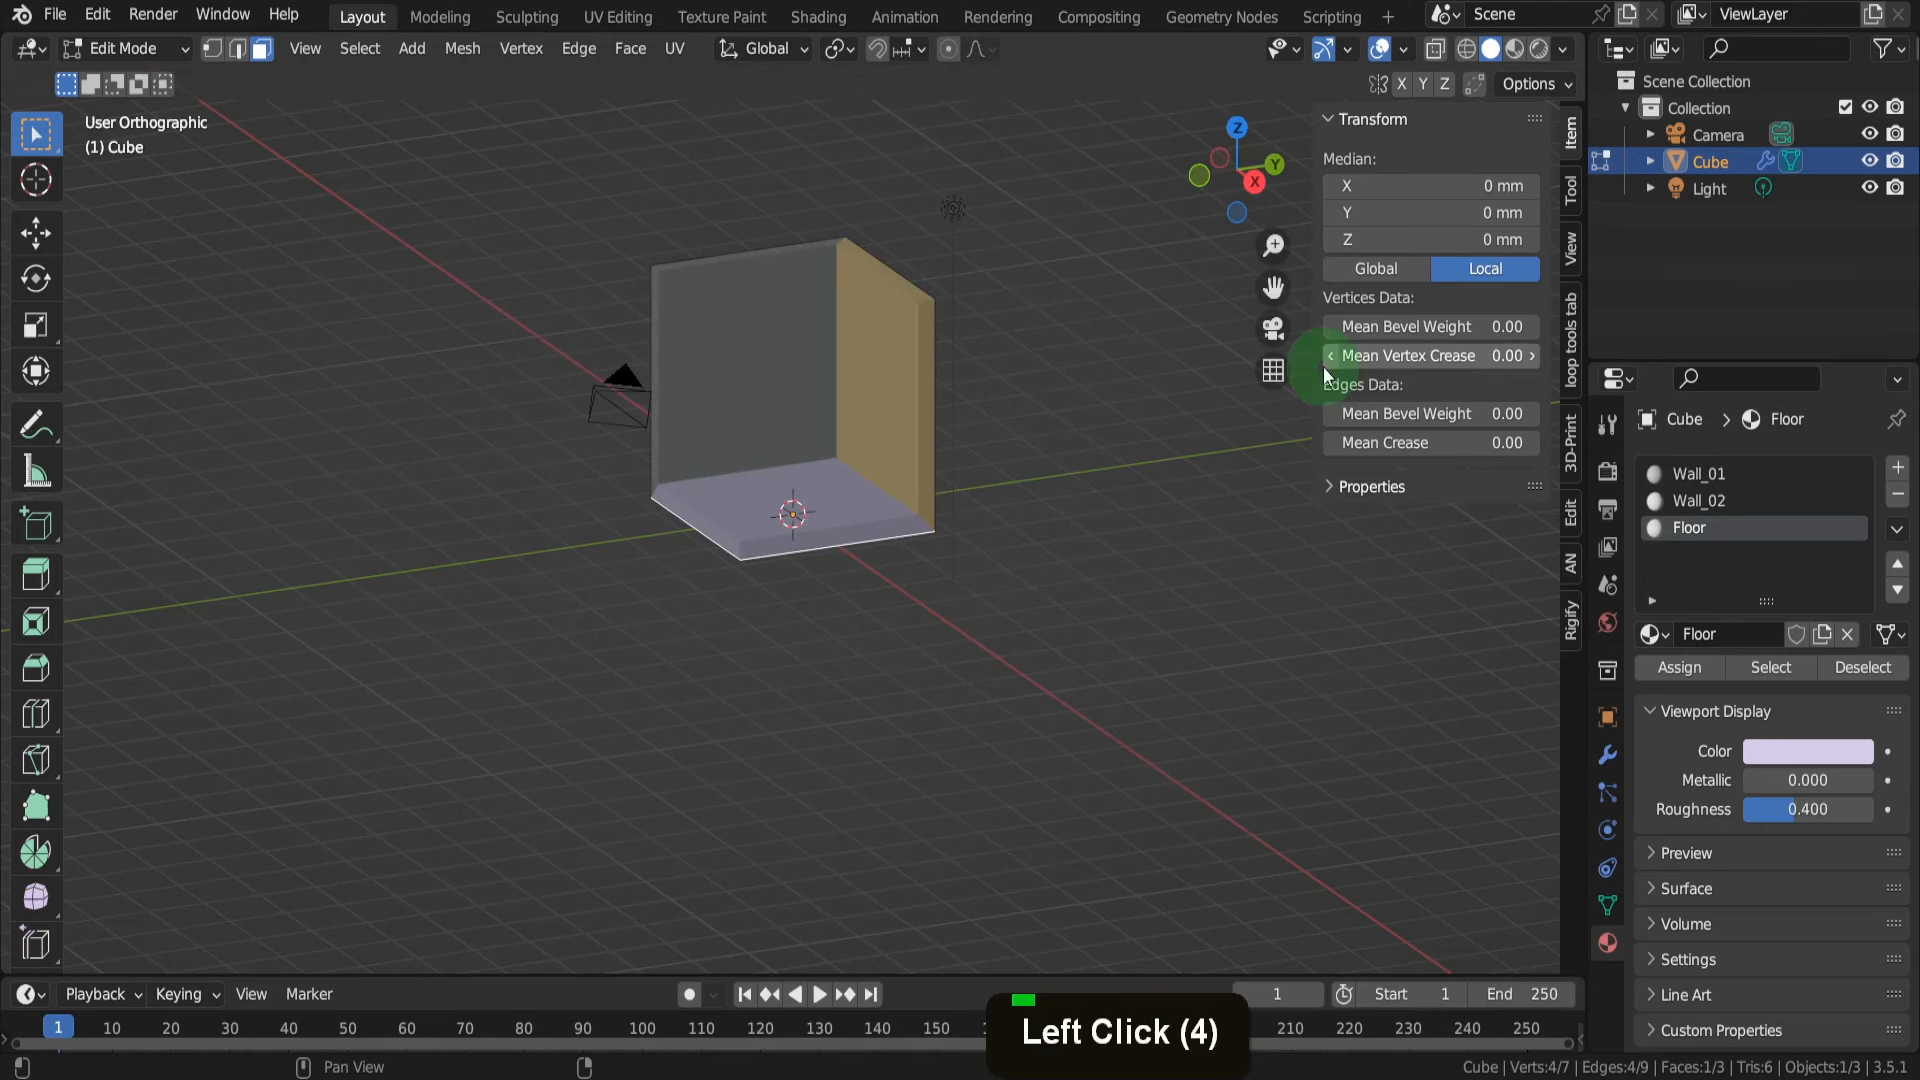 File Edit Render Window Help Layout Modeling Sculpting UV Editing Texture Paint Shading Animation Rendering Compositing Geometry Nodes Scripting + Scene ViewLayer
Edit Mode View Select Add Mesh Vertex Edge Face UV Global
X Y Z Options
User Orthographic
(1) Cube
Z
Y
X
Transform
Median:
X 0 mm
Y 0 mm
Z 0 mm
Global Local
Vertices Data:
Mean Bevel Weight 0.00
Mean Vertex Crease 0.00
Edges Data:
Mean Bevel Weight 0.00
Mean Crease 0.00
Properties
Item
Tool
View
loop tools tab
3D-Print
Edit
AN
Rigify
Scene Collection
Collection
Camera
Cube
Light
Cube Floor
Wall_01
Wall_02
Floor
Floor
Assign Select Deselect
Viewport Display
Color
Metallic 0.000
Roughness 0.400
Preview
Surface
Volume
Settings
Line Art
Custom Properties
Playback Keying View Marker 1 Start 1 End 250
1 10 20 30 40 50 60 70 80 90 100 110 120 130 140 150 210 220 230 240 250
Left Click (4)
Pan View
Cube | Verts:4/7 | Edges:4/9 | Faces:1/3 | Tris:6 | Objects:1/3 | 3.5.1